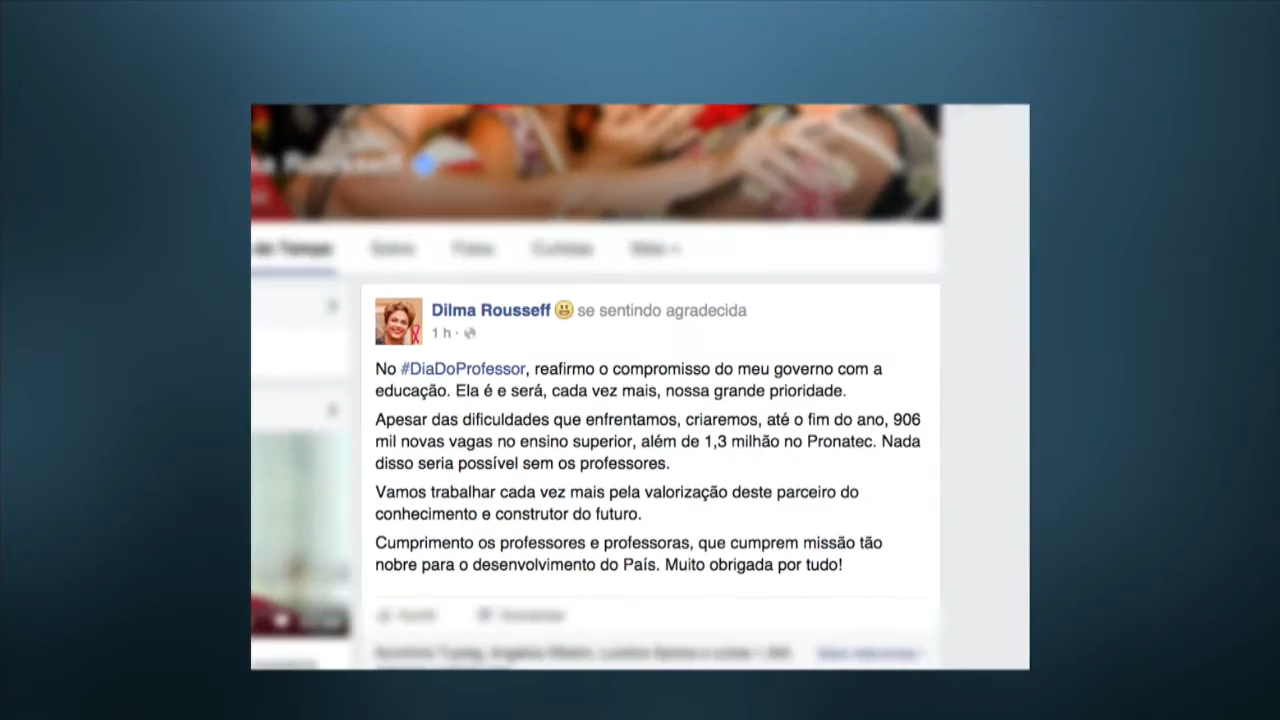 Rousseff
Dilma Rousseff se sentindo agradecida
1 h ·
No #DiaDoProfessor, reafirmo o compromisso do meu governo com a
educação. Ela é e será, cada vez mais, nossa grande prioridade.
Apesar das dificuldades que enfrentamos, criaremos, até o fim do ano, 906
mil novas vagas no ensino superior, além de 1,3 milhão no Pronatec. Nada
disso seria possível sem os professores.
Vamos trabalhar cada vez mais pela valorização deste parceiro do
conhecimento e construtor do futuro.
Cumprimento os professores e professoras, que cumprem missão tão
nobre para o desenvolvimento do País. Muito obrigada por tudo!